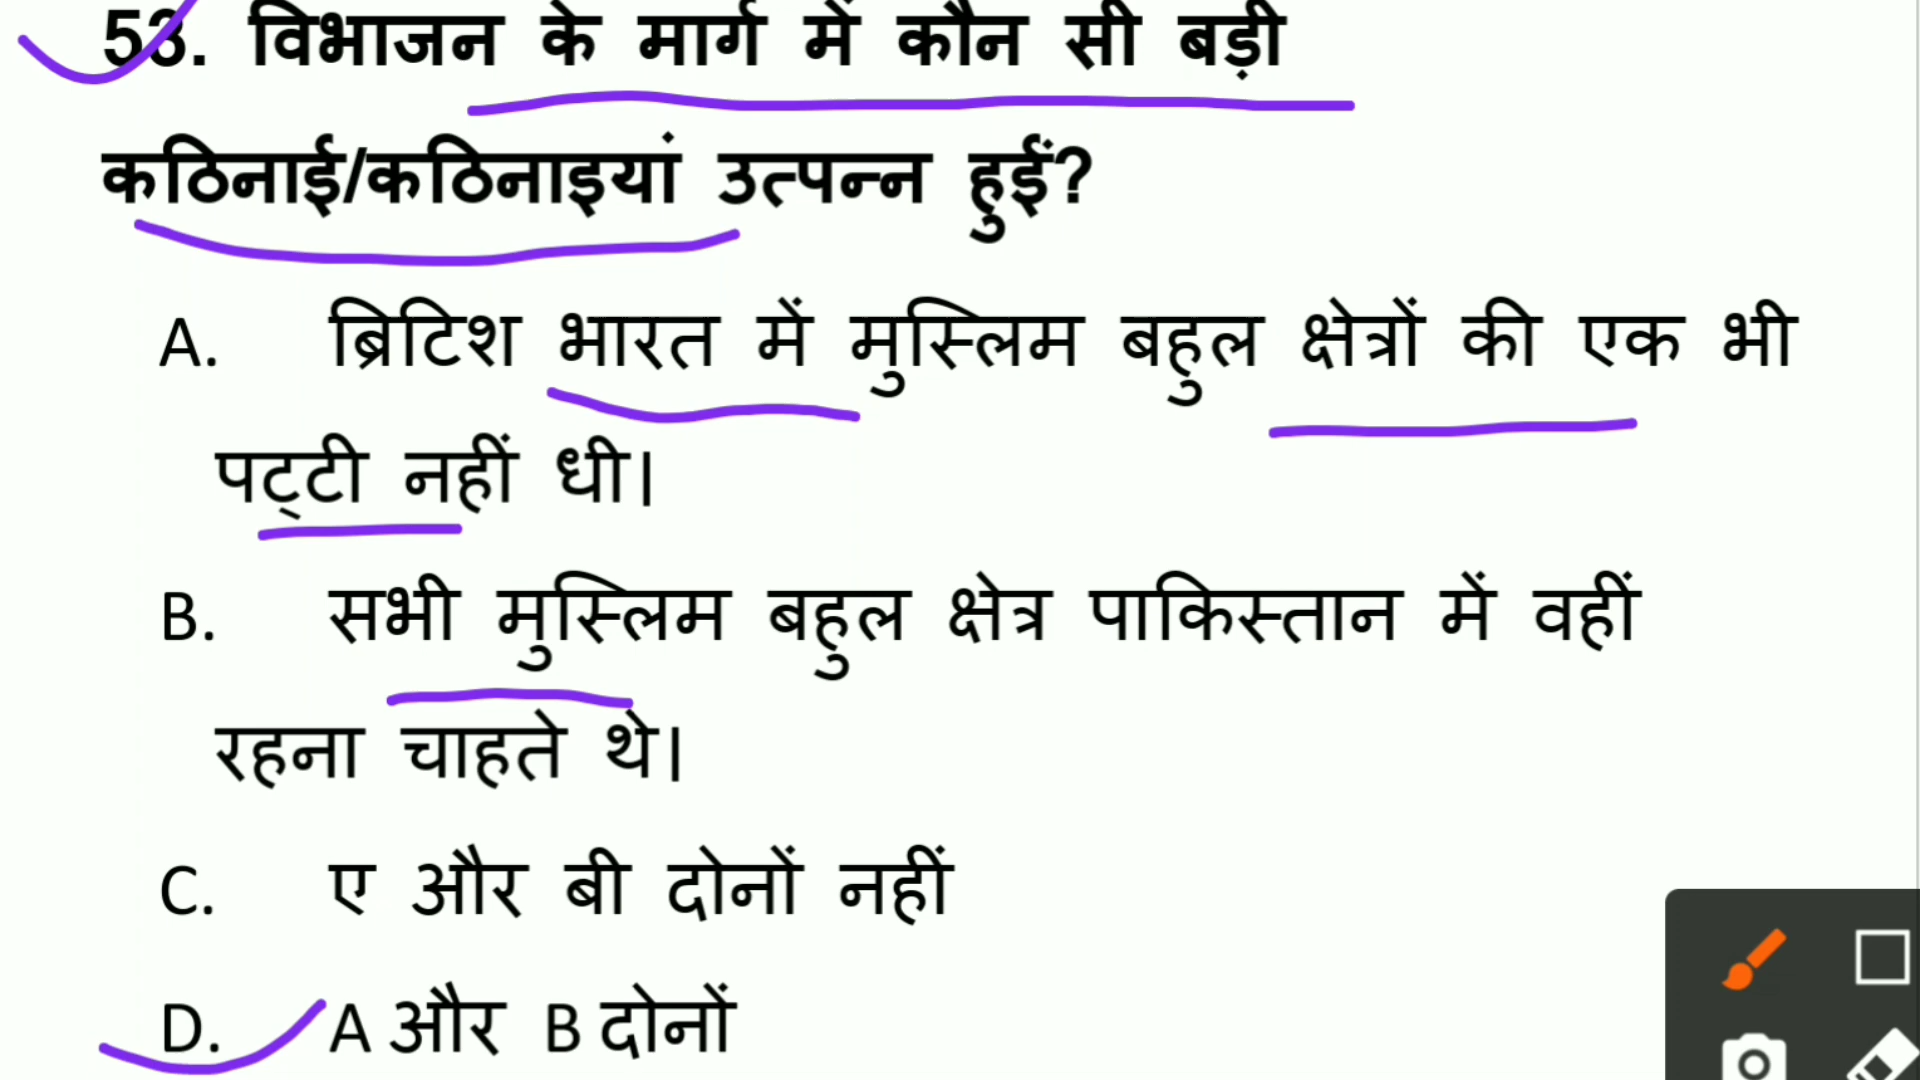 53. विभाजन के मार्ग में कौन सी बड़ी
कठिनाई/कठिनाइयां उत्पन्न हुईं?
A. ब्रिटिश भारत में मुस्लिम बहुल क्षेत्रों की एक भी
पट्टी नहीं धी।
B. सभी मुस्लिम बहुल क्षेत्र पाकिस्तान में वहीं
रहना चाहते थे।
C. ए और बी दोनों नहीं
D. A और B दोनों